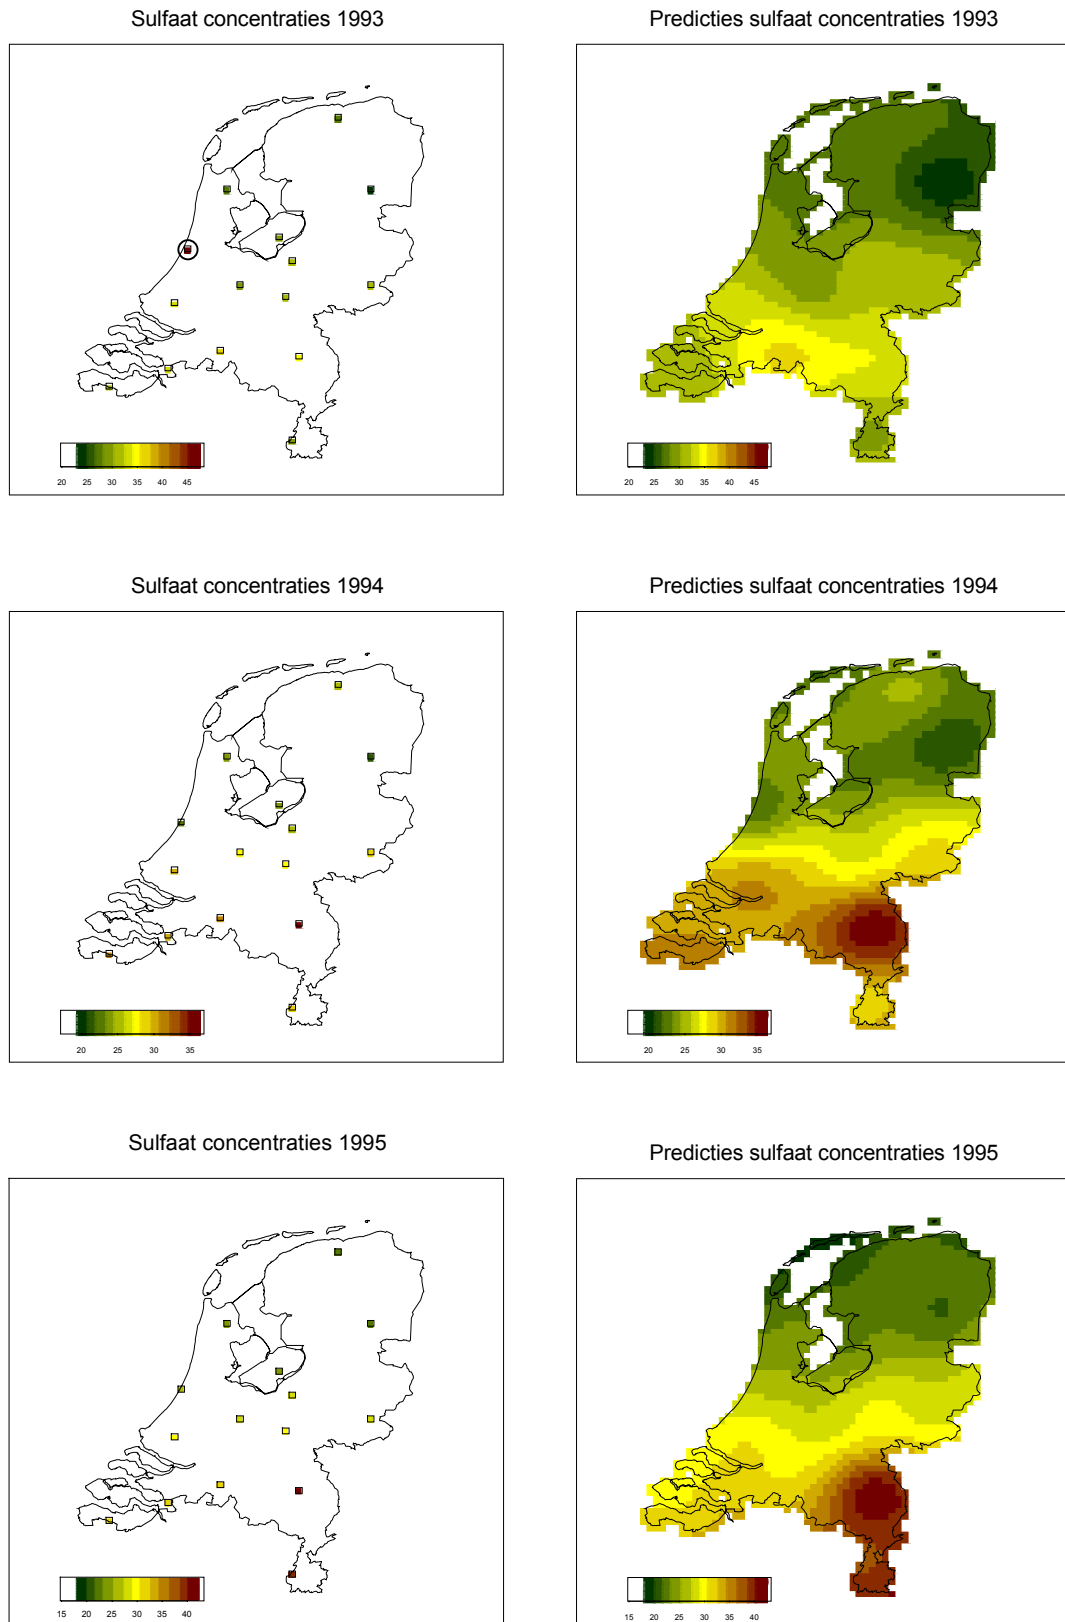 Sulfaat concentraties 1993
Predicties sulfaat concentraties 1993
20 25 30 35 40 45
20 25 30 35 40 45
Sulfaat concentraties 1994
Predicties sulfaat concentraties 1994
20 25 30 35
20 25 30 35
Sulfaat concentraties 1995
Predicties sulfaat concentraties 1995
15 20 25 30 35 40
15 20 25 30 35 40